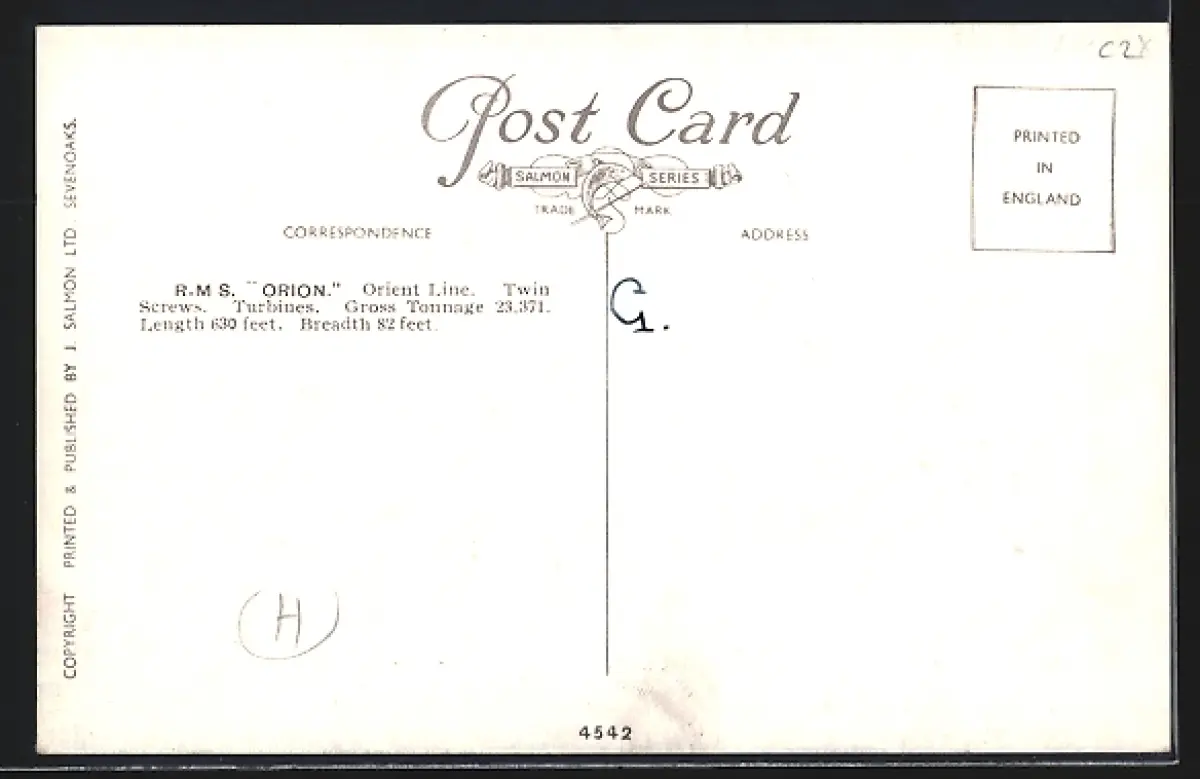 C2
Post Card
SALMON SERIES
TRADE MARK
PRINTED
IN
ENGLAND
CORRESPONDENCE
ADDRESS
R.M S. "ORION." Orient Line. Twin
Screws. Turbines. Gross Tonnage 23,371.
Length 630 feet. Breadth 82 feet.
G.
COPYRIGHT PRINTED & PUBLISHED BY J. SALMON LTD. SEVENOAKS.
H
4542